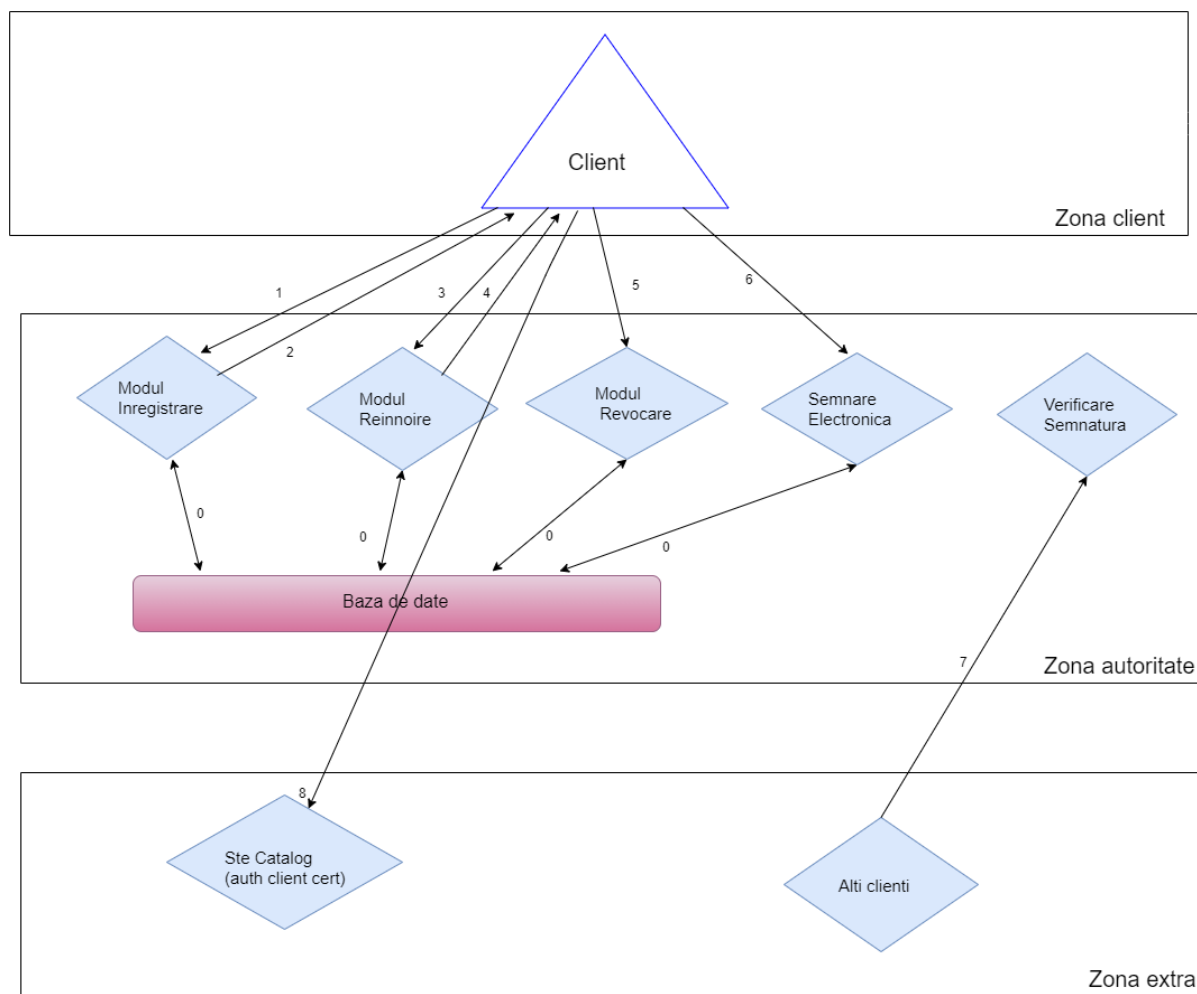 Client
Zona client
1
2
3
4
5
6
Modul
Inregistrare
Modul
Reinnoire
Modul
Revocare
Semnare
Electronica
Verificare
Semnatura
0
0
0
0
Baza de date
7
Zona autoritate
8
Ste Catalog
(auth client cert)
Alti clienti
Zona extra